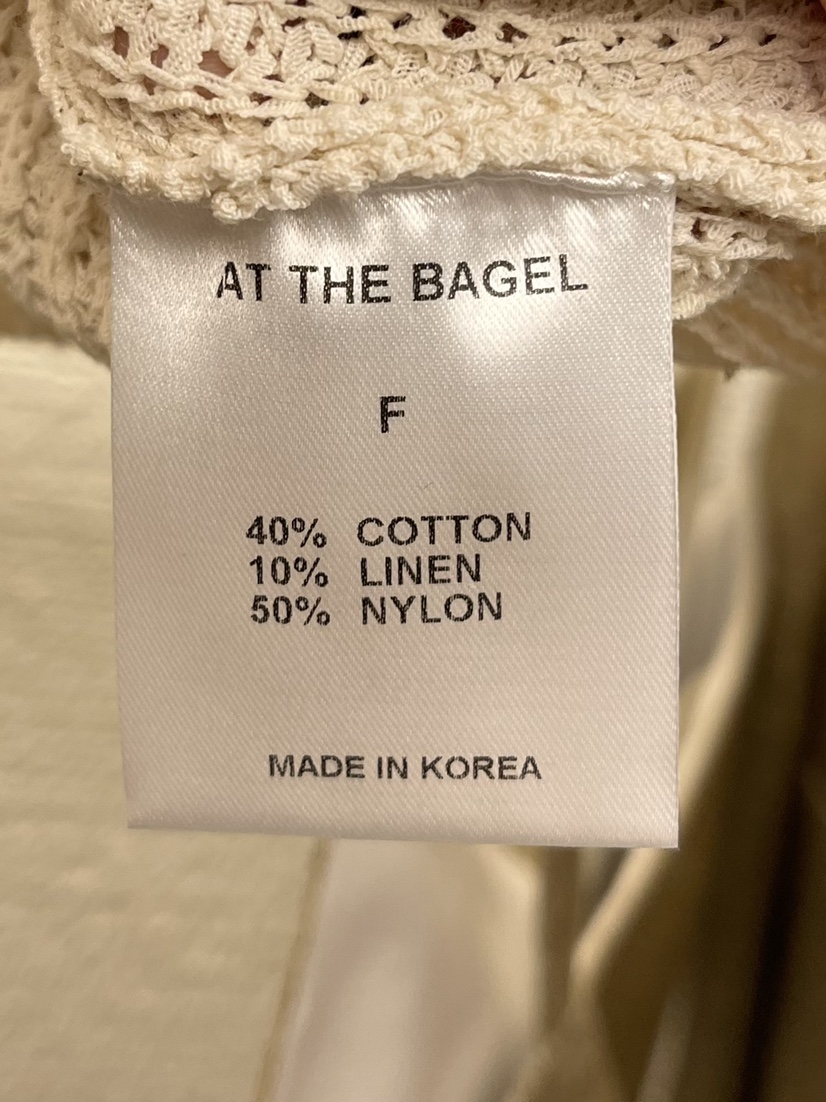 AT THE BAGEL
F
40% COTTON
10% LINEN
50% NYLON
MADE IN KOREA